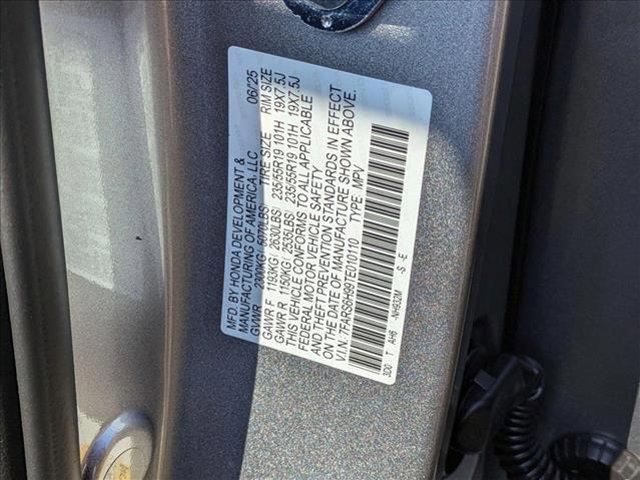 MFD. BY HONDA DEVELOPMENT &
MANUFACTURING OF AMERICA, LLC 06/25
GVWR 2300KG 5070LBS TIRE SIZE RIM SIZE
GAWR F 1193KG 2630LBS 235/55R19 101H 19X7.5J
GAWR R 1150KG 2535LBS 235/55R19 101H 19X7.5J
THIS VEHICLE CONFORMS TO ALL APPLICABLE
FEDERAL MOTOR VEHICLE SAFETY
AND THEFT PREVENTION STANDARDS IN EFFECT
ON THE DATE OF MANUFACTURE SHOWN ABOVE.
V.I.N. TYPE MPV
3D0 T AH6 -NH932M -S -E